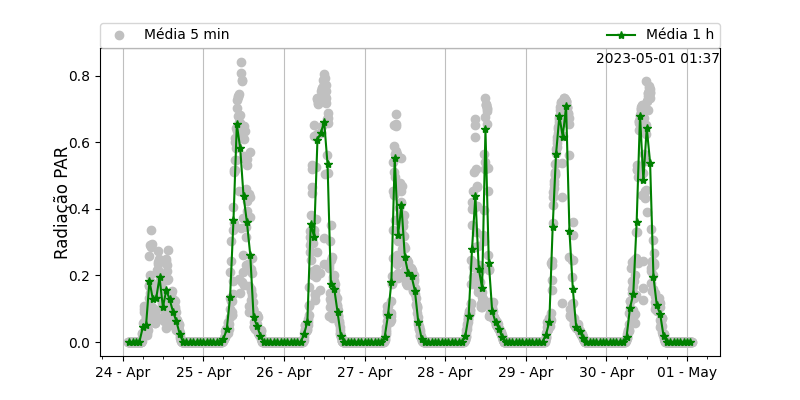 Média 5 min
Média 1 h
2023-05-01 01:37
Radiação PAR
0.8
0.6
0.4
0.2
0.0
24 - Apr
25 - Apr
26 - Apr
27 - Apr
28 - Apr
29 - Apr
30 - Apr
01 - May